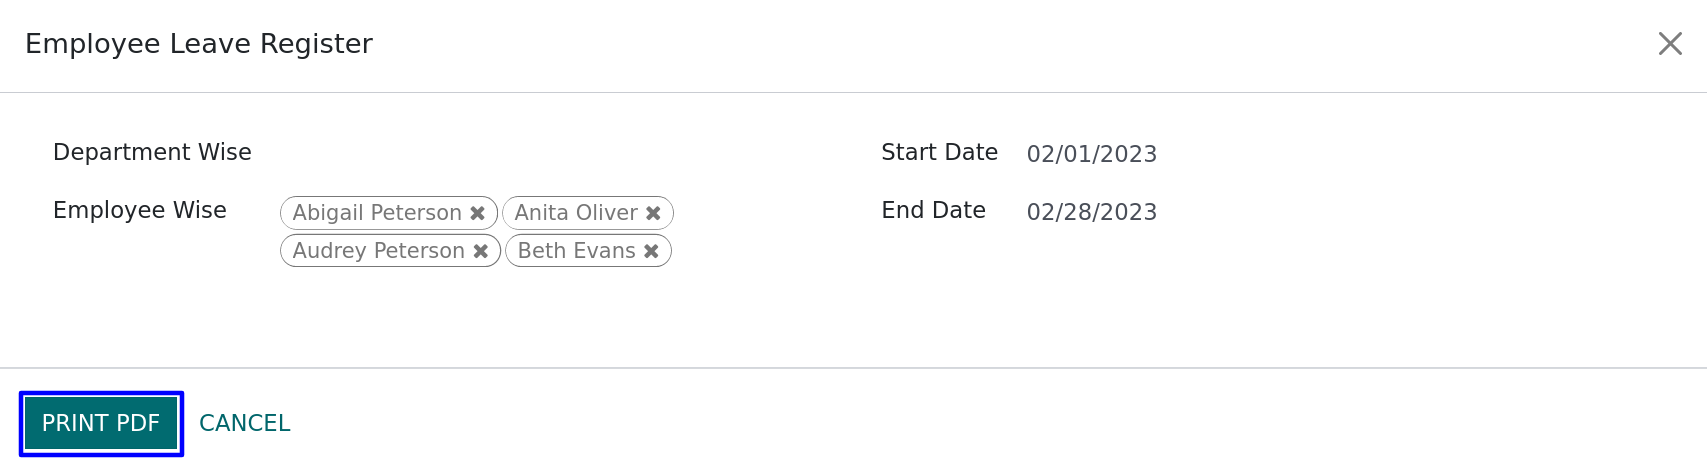 Employee Leave Register
Department Wise
Employee Wise
Abigail Peterson ✖ Anita Oliver ✖
Audrey Peterson ✖ Beth Evans ✖
Start Date 02/01/2023
End Date 02/28/2023
PRINT PDF CANCEL